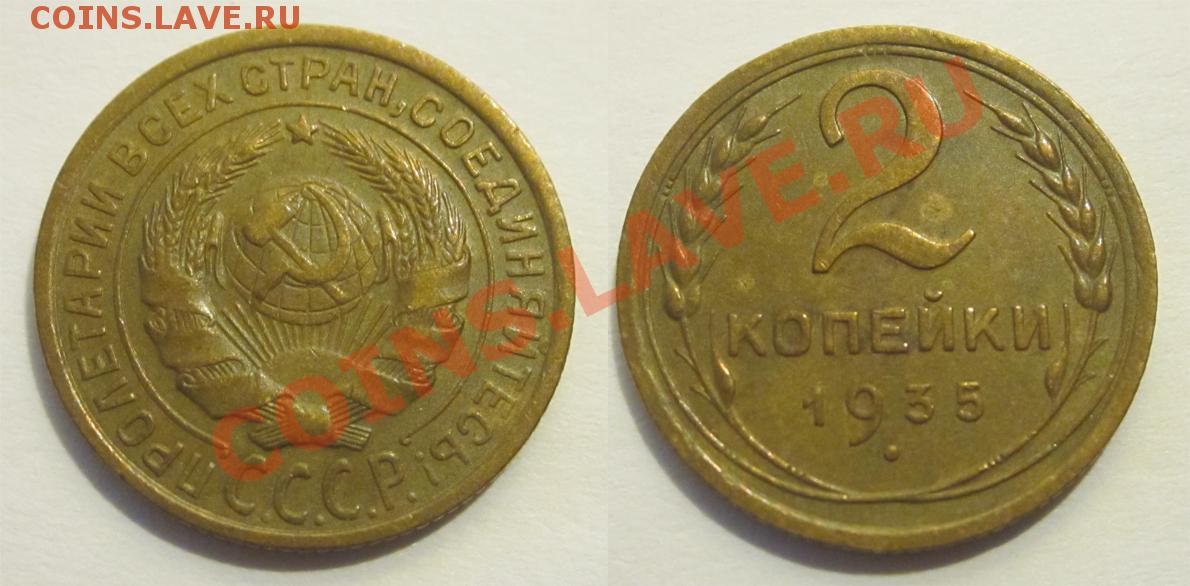 COINS.LAVE.RU
ПРОЛЕТАРИИ ВСЕХ СТРАН, СОЕДИНЯЙТЕСЬ!
С.С.С.Р.
COINS.LAVE.RU
2
КОПЕЙКИ
1935